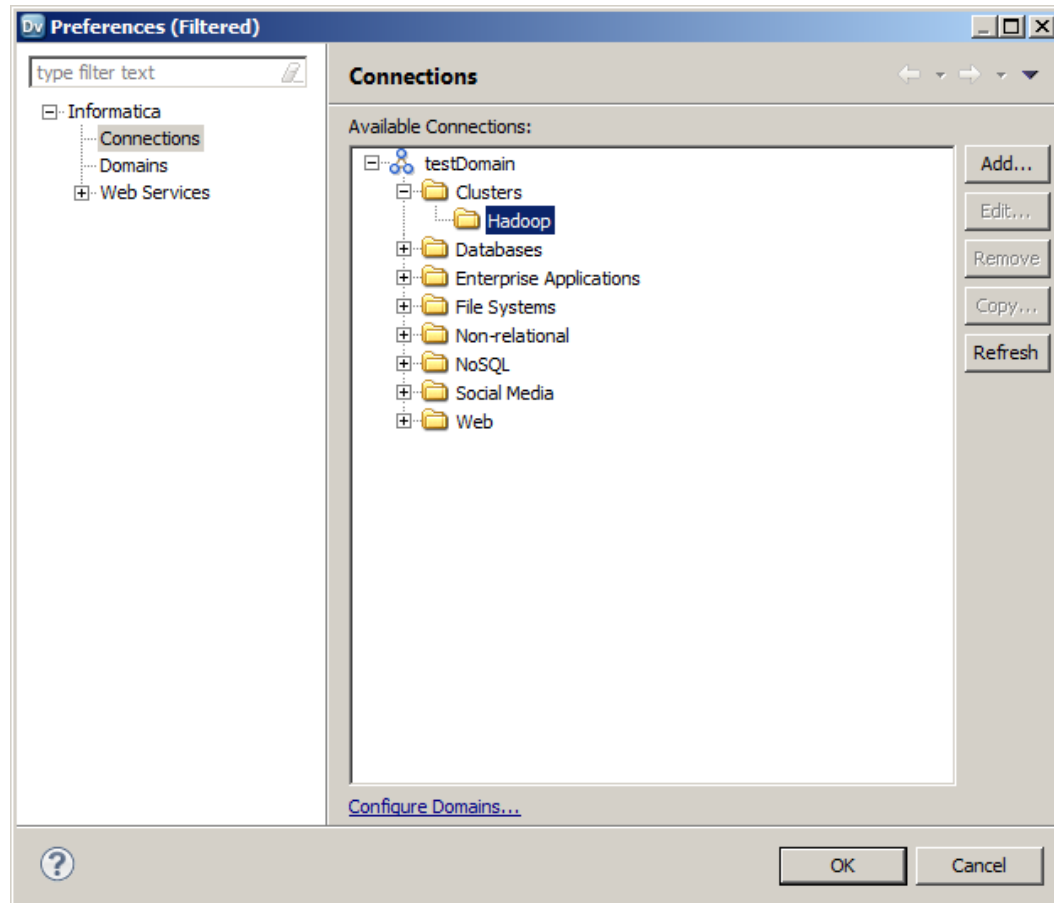 Dv Preferences (Filtered)
type filter text
Informatica
Connections
Domains
Web Services
Connections
Available Connections:
testDomain
Clusters
Hadoop
Databases
Enterprise Applications
File Systems
Non-relational
NoSQL
Social Media
Web
Add...
Edit...
Remove
Copy...
Refresh
Configure Domains...
?
OK
Cancel